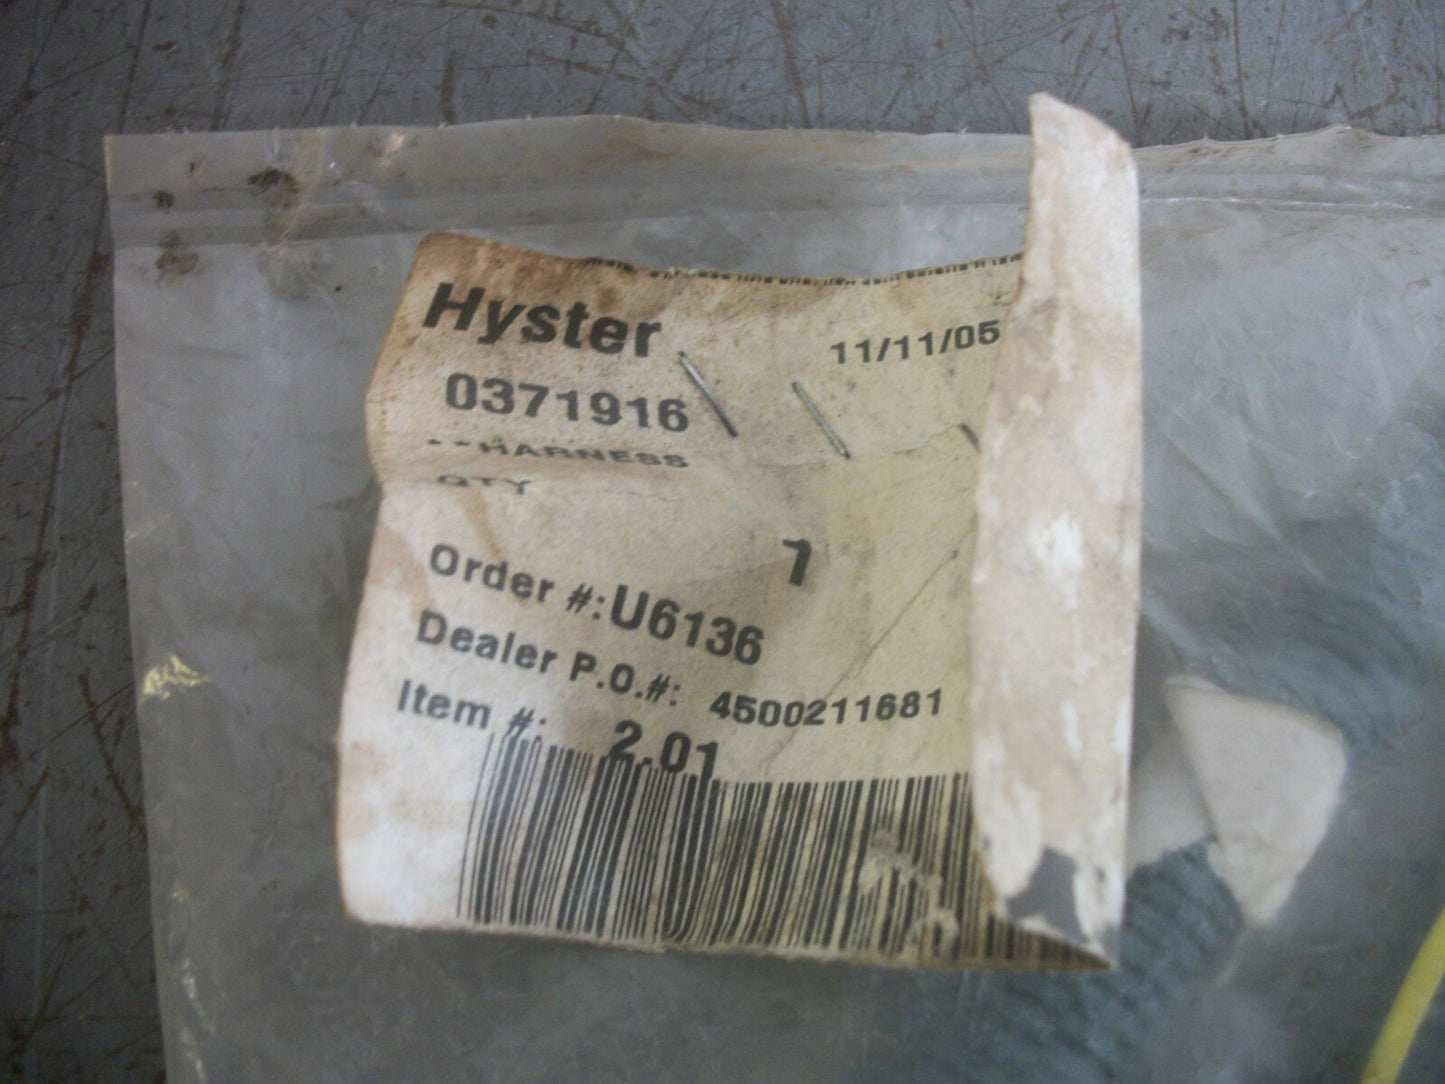 Hyster
11/11/05
0371916
**HARNESS
QTY
1
Order #: U6136
Dealer P.O.#: 4500211681
Item #: 2.01